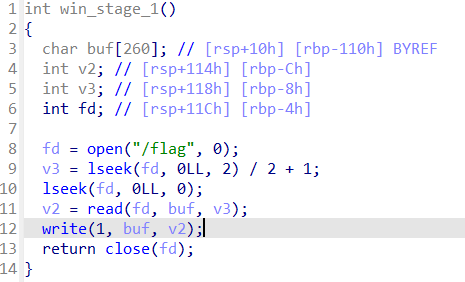 1 int win_stage_1()
2 {
3   char buf[260]; // [rsp+10h] [rbp-110h] BYREF
4   int v2; // [rsp+114h] [rbp-Ch]
5   int v3; // [rsp+118h] [rbp-8h]
6   int fd; // [rsp+11Ch] [rbp-4h]
7
8   fd = open("/flag", 0);
9   v3 = lseek(fd, 0LL, 2) / 2 + 1;
10   lseek(fd, 0LL, 0);
11   v2 = read(fd, buf, v3);
12   write(1, buf, v2);
13   return close(fd);
14 }